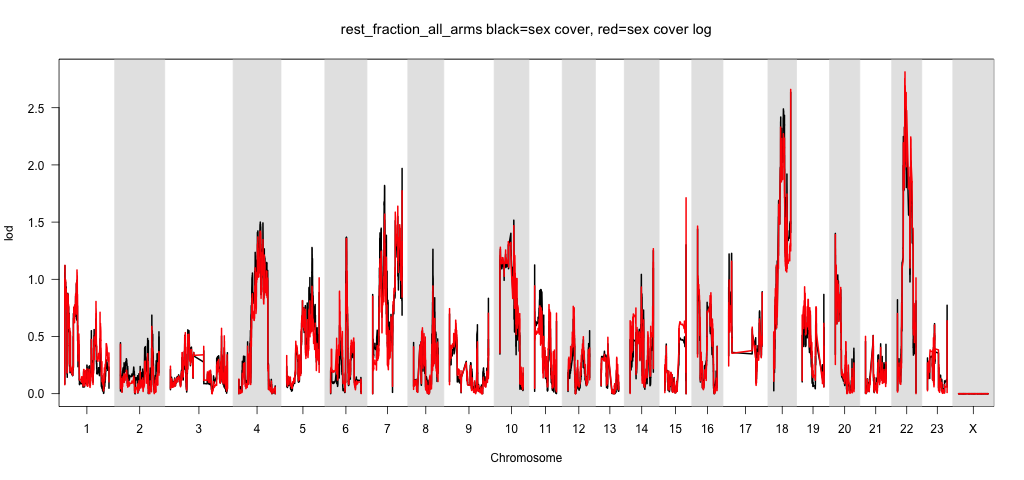 rest_fraction_all_arms black=sex cover, red=sex cover log
lod
2.5
2.0
1.5
1.0
0.5
0.0
1 2 3 4 5 6 7 8 9 10 11 12 13 14 15 16 17 18 19 20 21 22 23 X
Chromosome